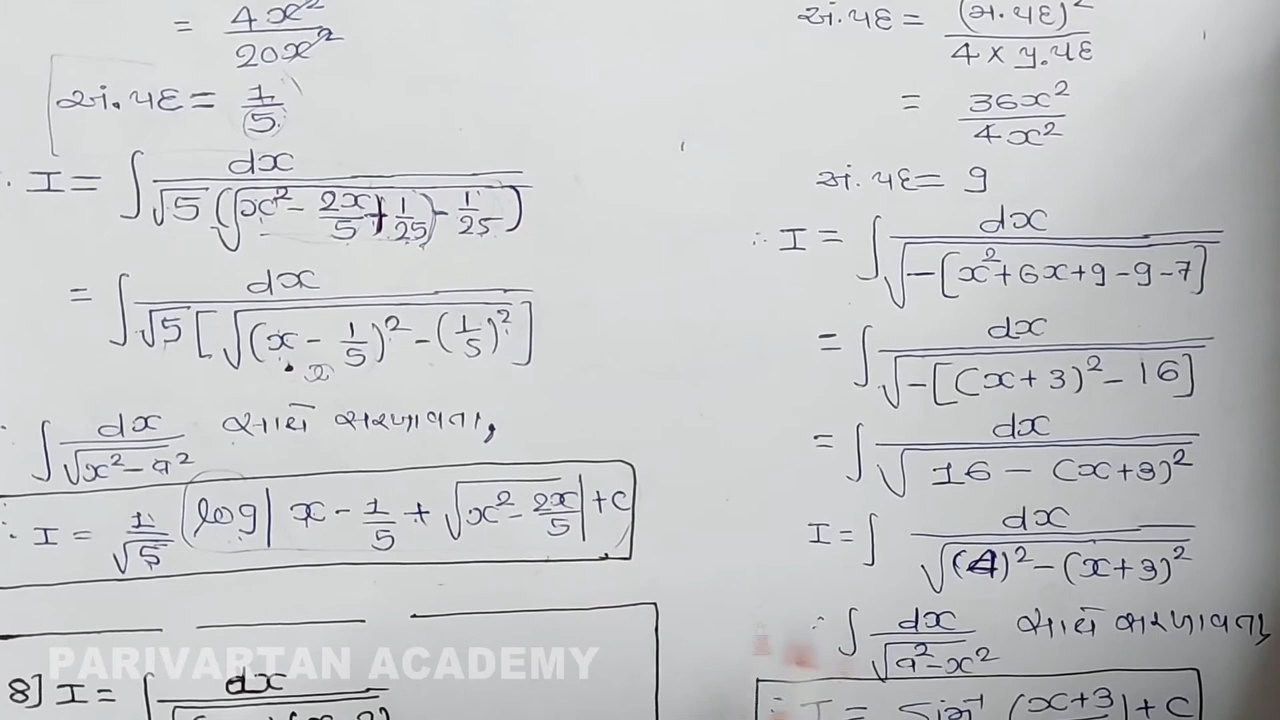 = 4x² / 20x²
અં.પદ = 1/5
∴ I = ∫ dx / √5 (√(x² - 2x/5 + 1/25) - 1/25)
= ∫ dx / √5 [√(x - 1/5)² - (1/5)²]
x
∴ ∫ dx / √x² - a² સાથે સરખાવતા,
∴ I = 1/√5 log | x - 1/5 + √x² - 2x/5 | + c
8] I = ∫ dx
અં.પદ = (મ.પદ)² / 4 × પ્ર.પદ
= 36x² / 4x²
અં.પદ = 9
∴ I = ∫ dx / √-[x² + 6x + 9 - 9 - 7]
= ∫ dx / √-[(x + 3)² - 16]
= ∫ dx / √16 - (x + 3)²
I = ∫ dx / √(4)² - (x + 3)²
∴ ∫ dx / √a² - x² સાથે સરખાવતા,
∴ I = sin⁻¹ (x+3 ) + c
PARIVARTAN ACADEMY